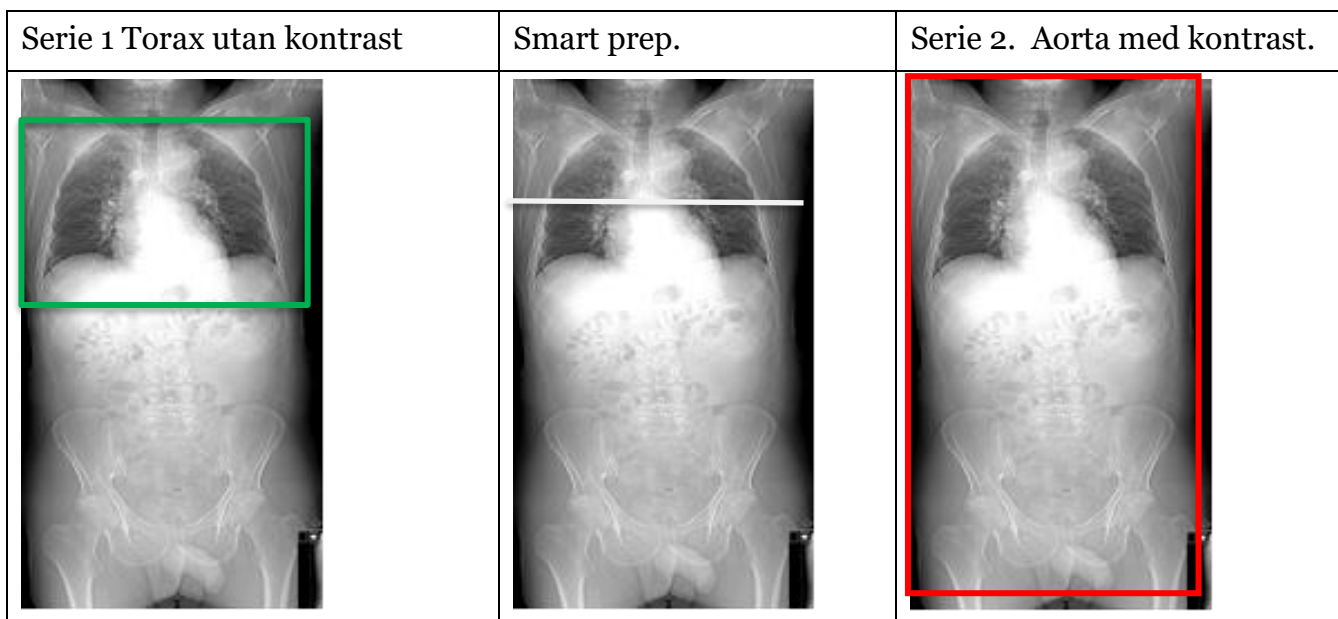 Serie 1 Torax utan kontrast
Smart prep.
Serie 2.  Aorta med kontrast.